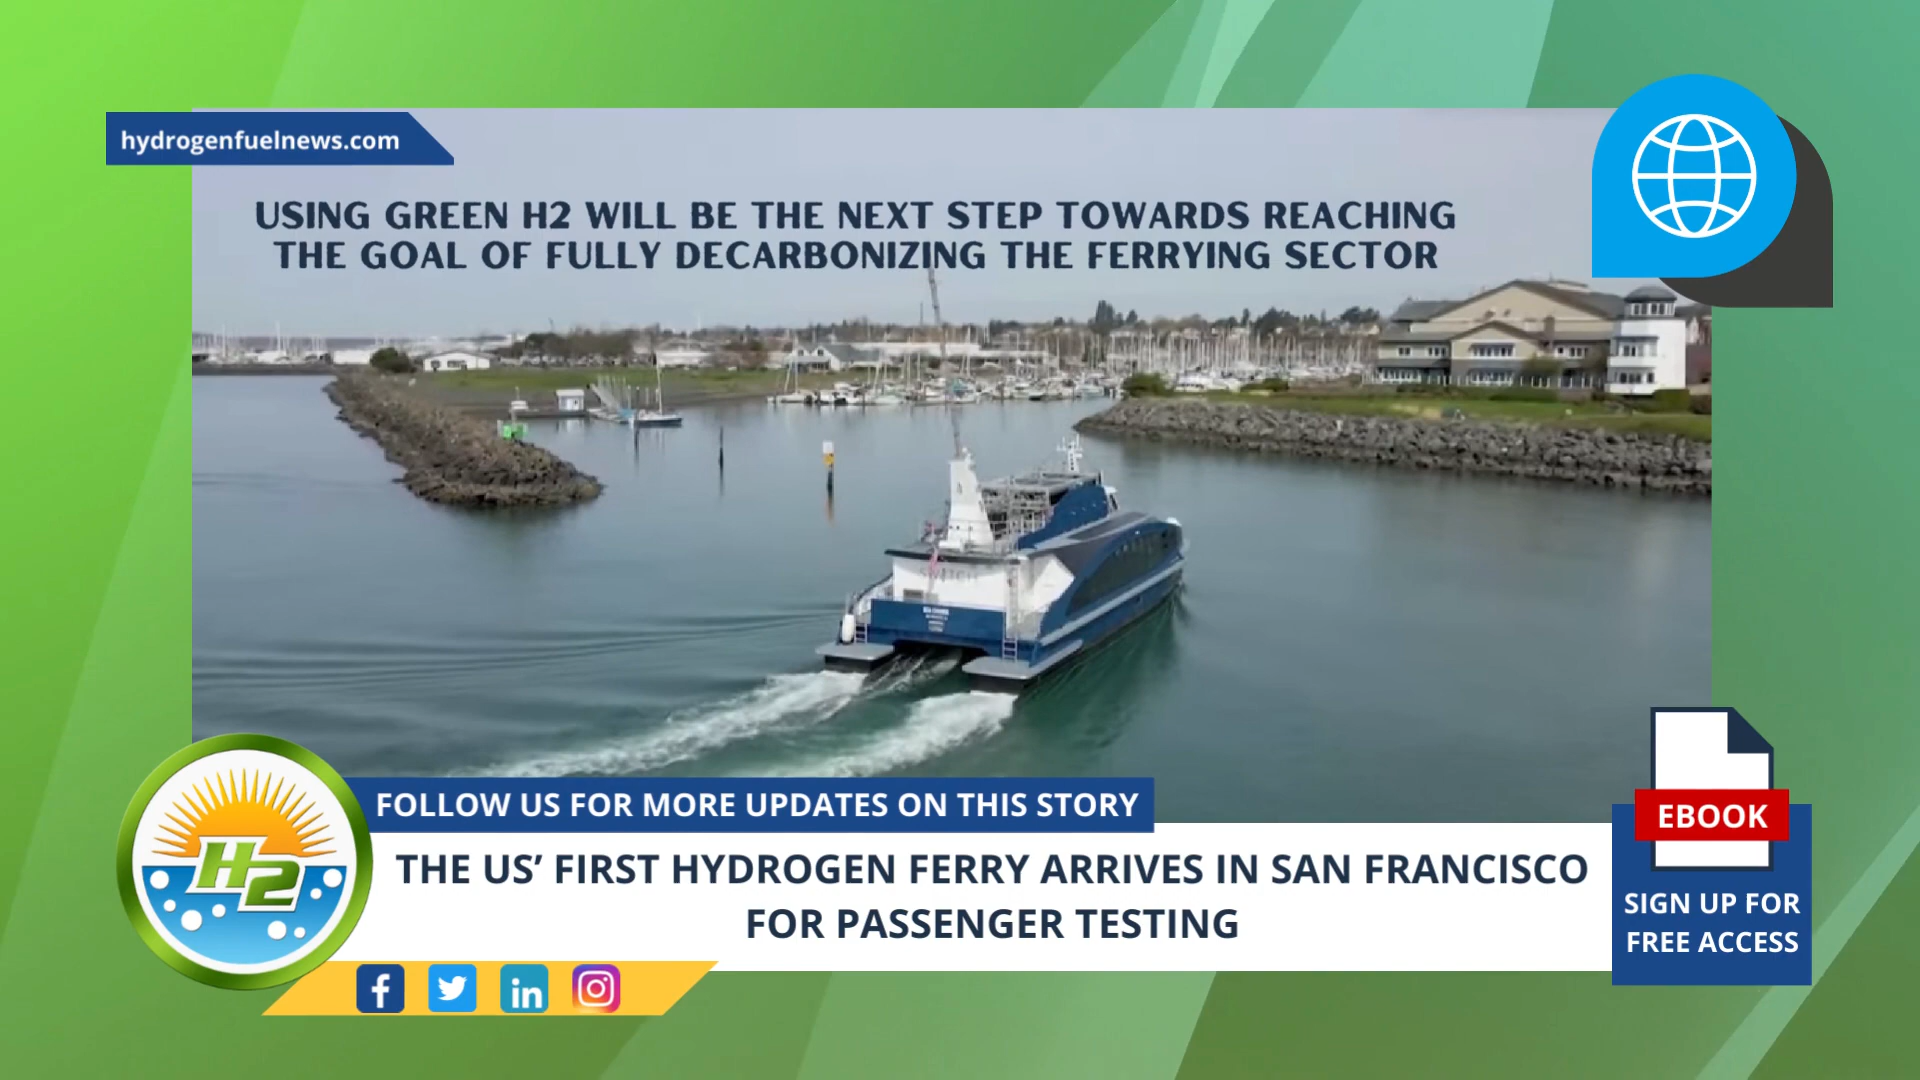 hydrogenfuelnews.com
USING GREEN H2 WILL BE THE NEXT STEP TOWARDS REACHING
THE GOAL OF FULLY DECARBONIZING THE FERRYING SECTOR
FOLLOW US FOR MORE UPDATES ON THIS STORY
THE US’ FIRST HYDROGEN FERRY ARRIVES IN SAN FRANCISCO
FOR PASSENGER TESTING
H2
EBOOK
SIGN UP FOR
FREE ACCESS